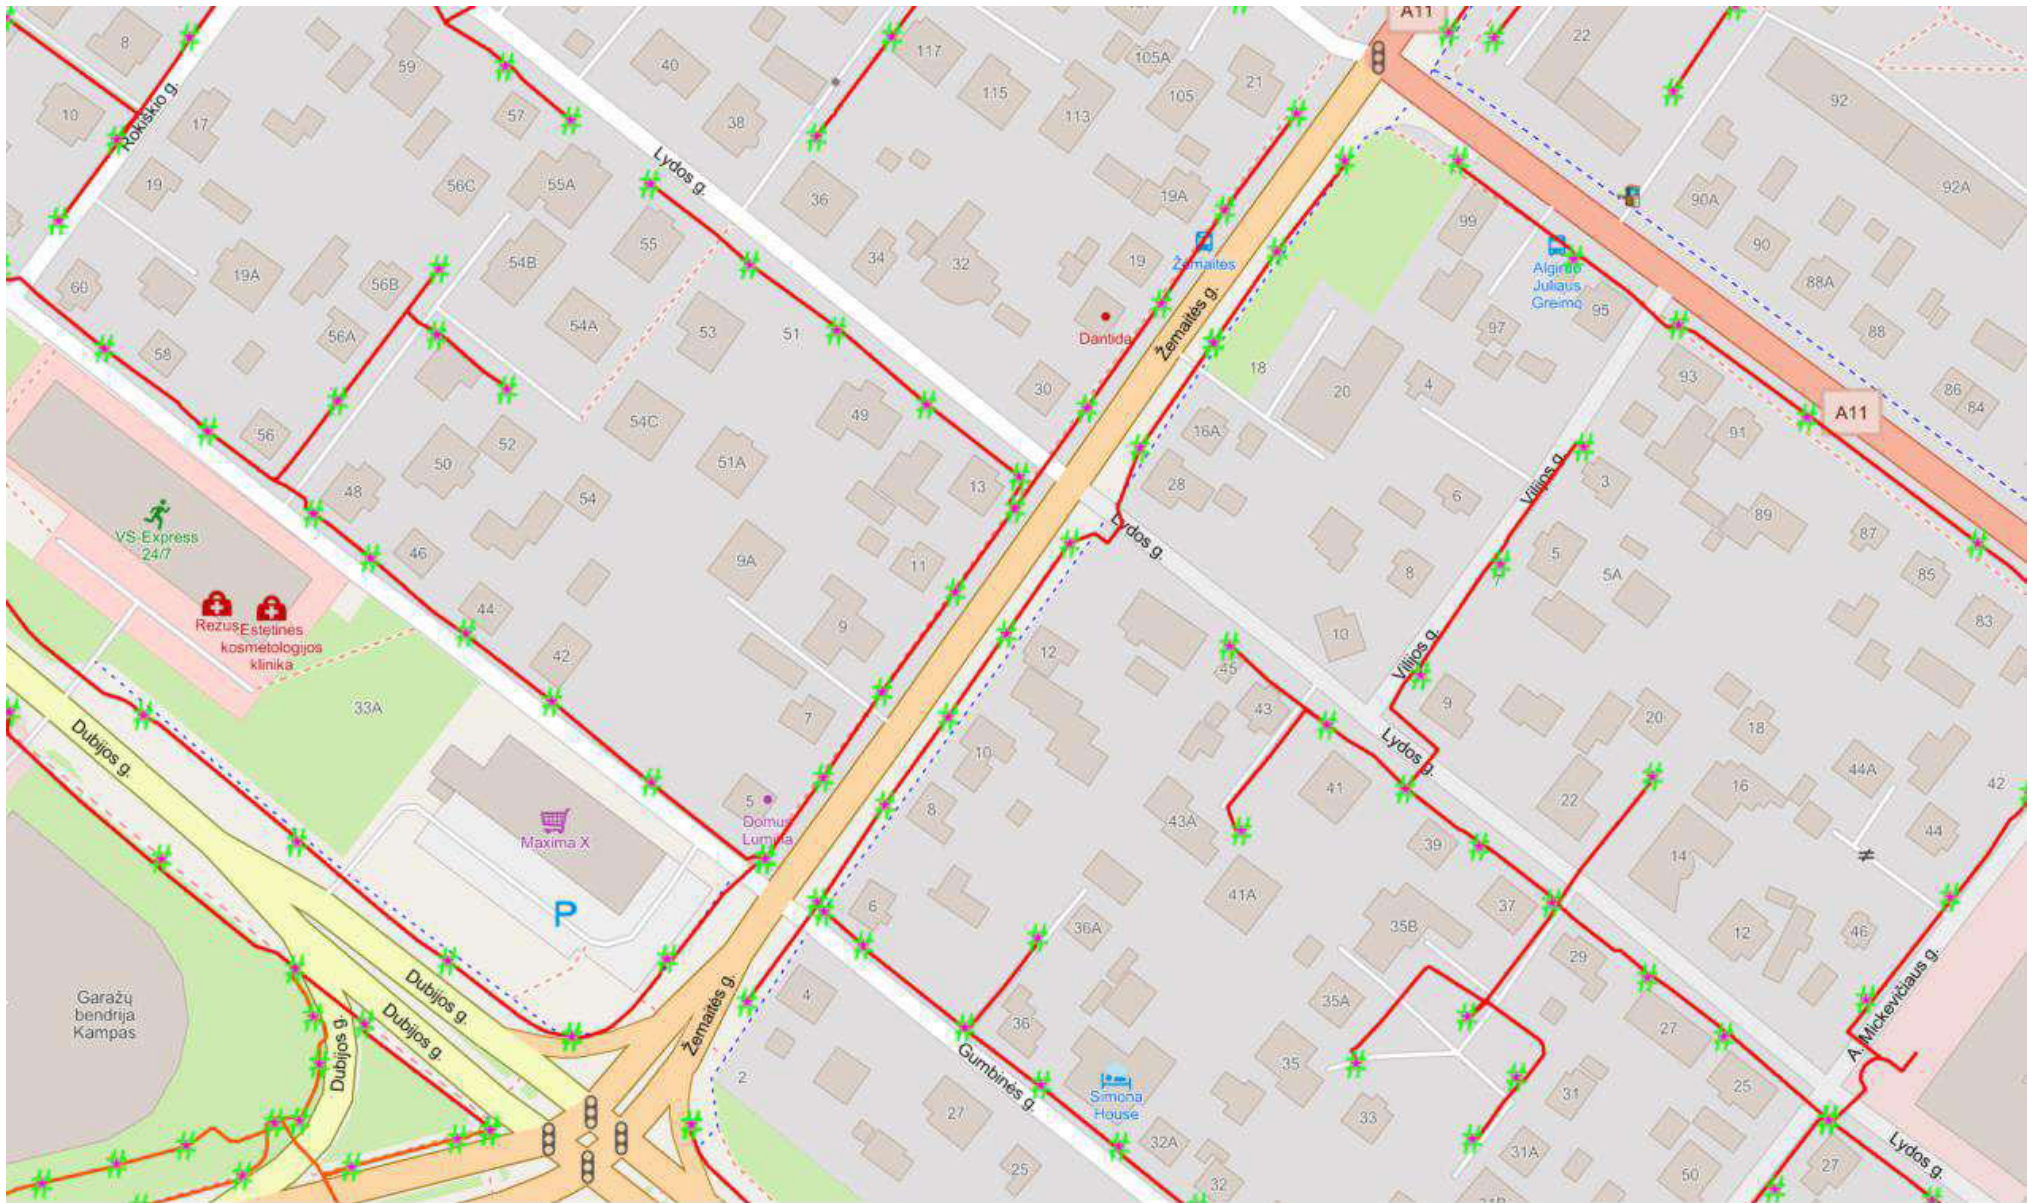 A11
8
59
40
117
105A
21
22
92
10
17
57
38
115
105
113
Rokiškio g.
19
56C
55A
Lydos g.
36
19A
99
90A
92A
60
19A
56B
54B
55
34
32
19
Žemaitės
Algirdo
Juliaus
Greimo
90
88A
58
56A
54A
53
51
Dantida
Žemaitės g.
18
20
97
95
88
93
4
86
84
A11
56
48
50
52
54C
49
51A
30
13
16A
28
6
Vilijos g.
3
91
89
87
VS-Express
24/7
54
46
9A
11
Lydos g.
8
5
5A
85
83
Rezus
Estetinės
kosmetologijos
klinika
44
42
9
12
10
Vilijos g.
45
43
9
20
18
33A
Dubijos g.
7
10
Lydos g.
41
22
16
44A
42
5
Domus
Lumina
Maxima X
8
43A
39
14
44
P
6
36A
41A
35B
37
12
46
29
Garažų
bendrija
Kampas
Dubijos g.
Dubijos g.
Dubijos g.
Žemaitės g.
4
36
35A
27
A. Mickevičiaus g.
2
Gumbinės g.
Simona
House
35
33
31
25
27
25
32A
32
31A
50
27
Lydos g.